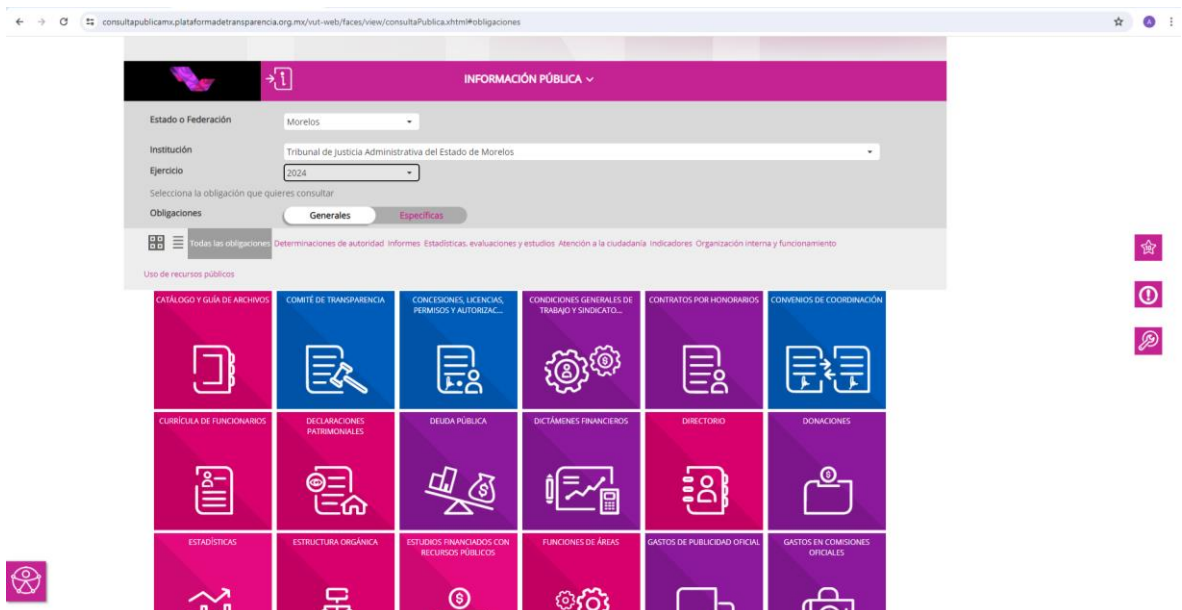 consultapublicamx.plataformadetransparencia.org.mx/vut-web/faces/view/consultaPublica.xhtml#obligaciones
INFORMACIÓN PÚBLICA
Estado o Federación
Morelos
Institución
Tribunal de Justicia Administrativa del Estado de Morelos
Ejercicio
2024
Selecciona la obligación que quieres consultar
Obligaciones
Generales
Específicas
Todas las obligaciones Determinaciones de autoridad Informes Estadísticas, evaluaciones y estudios Atención a la ciudadanía Indicadores Organización interna y funcionamiento
Uso de recursos públicos
CATÁLOGO Y GUÍA DE ARCHIVOS
COMITÉ DE TRANSPARENCIA
CONCESIONES, LICENCIAS,
PERMISOS Y AUTORIZAC...
CONDICIONES GENERALES DE
TRABAJO Y SINDICATO...
CONTRATOS POR HONORARIOS
CONVENIOS DE COORDINACIÓN
CURRÍCULA DE FUNCIONARIOS
DECLARACIONES
PATRIMONIALES
DEUDA PÚBLICA
DICTÁMENES FINANCIEROS
DIRECTORIO
DONACIONES
ESTADÍSTICAS
ESTRUCTURA ORGÁNICA
ESTUDIOS FINANCIADOS CON
RECURSOS PÚBLICOS
FUNCIONES DE ÁREAS
GASTOS DE PUBLICIDAD OFICIAL
GASTOS EN COMISIONES
OFICIALES